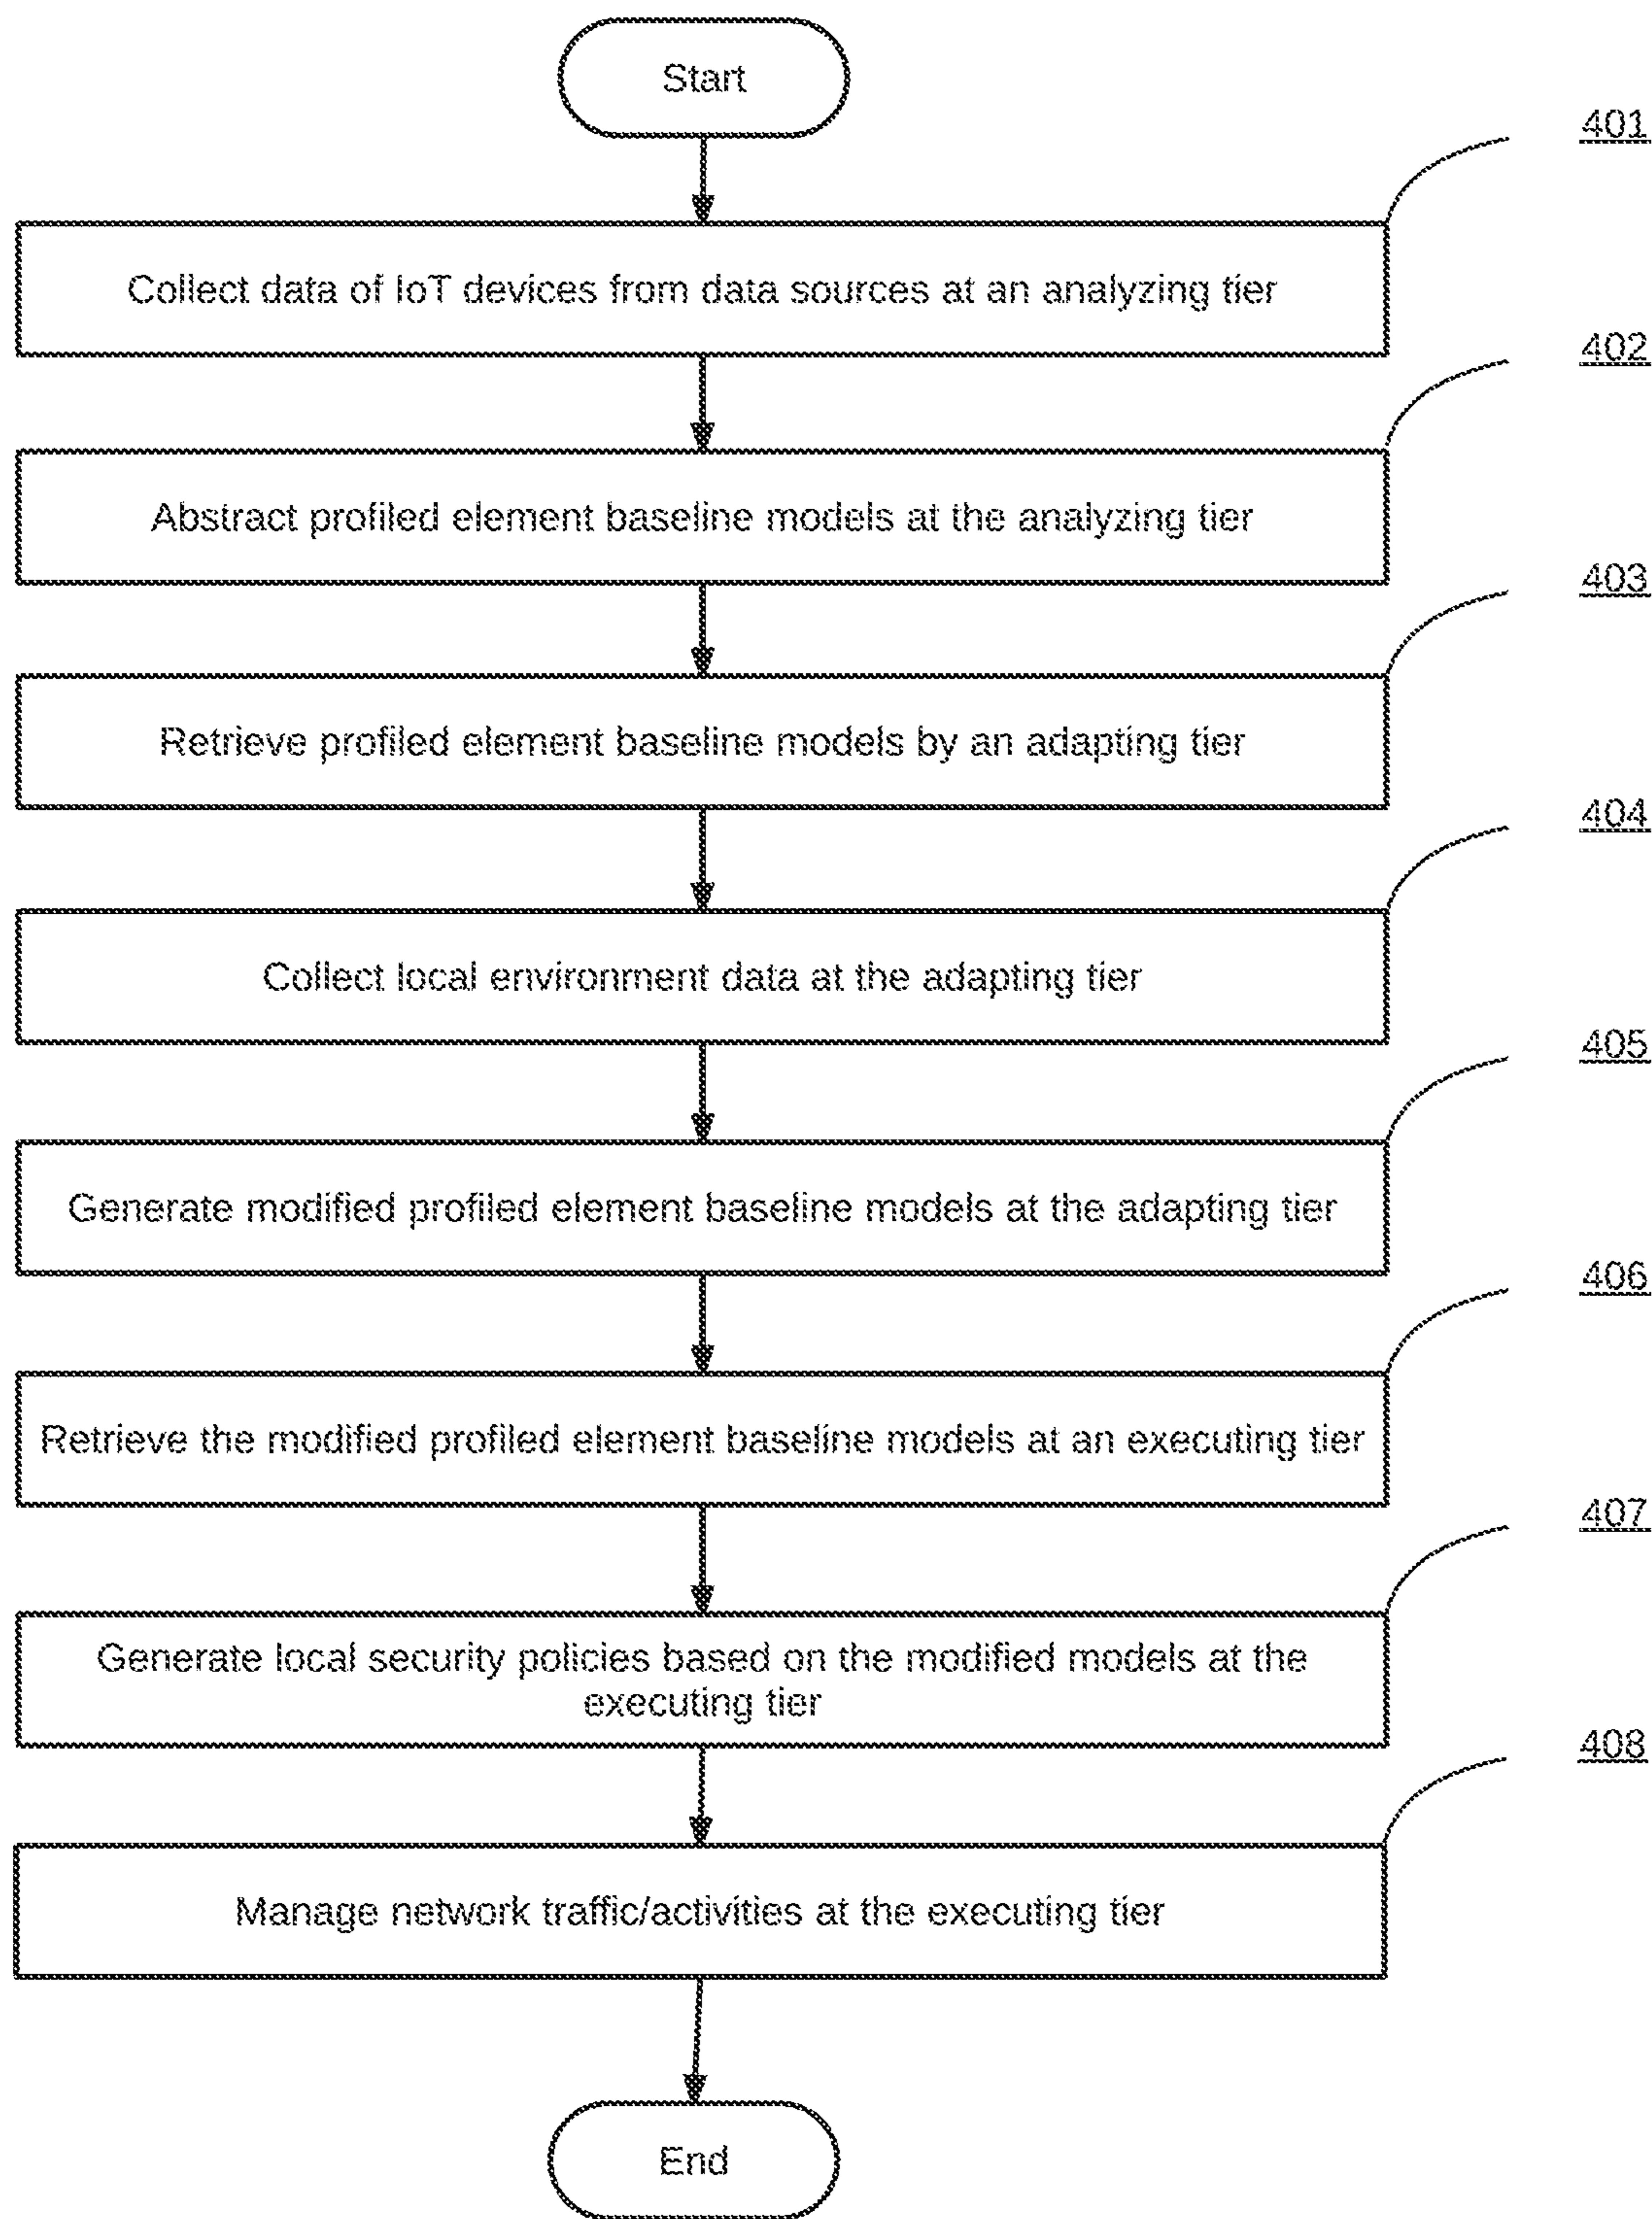 Start
401
Collect data of IoT devices from data sources at an analyzing tier
402
Abstract profiled element baseline models at the analyzing tier
403
Retrieve profiled element baseline models by an adapting tier
404
Collect local environment data at the adapting tier
405
Generate modified profiled element baseline models at the adapting tier
406
Retrieve the modified profiled element baseline models at an executing tier
407
Generate local security policies based on the modified models at the
executing tier
408
Manage network traffic/activities at the executing tier
End